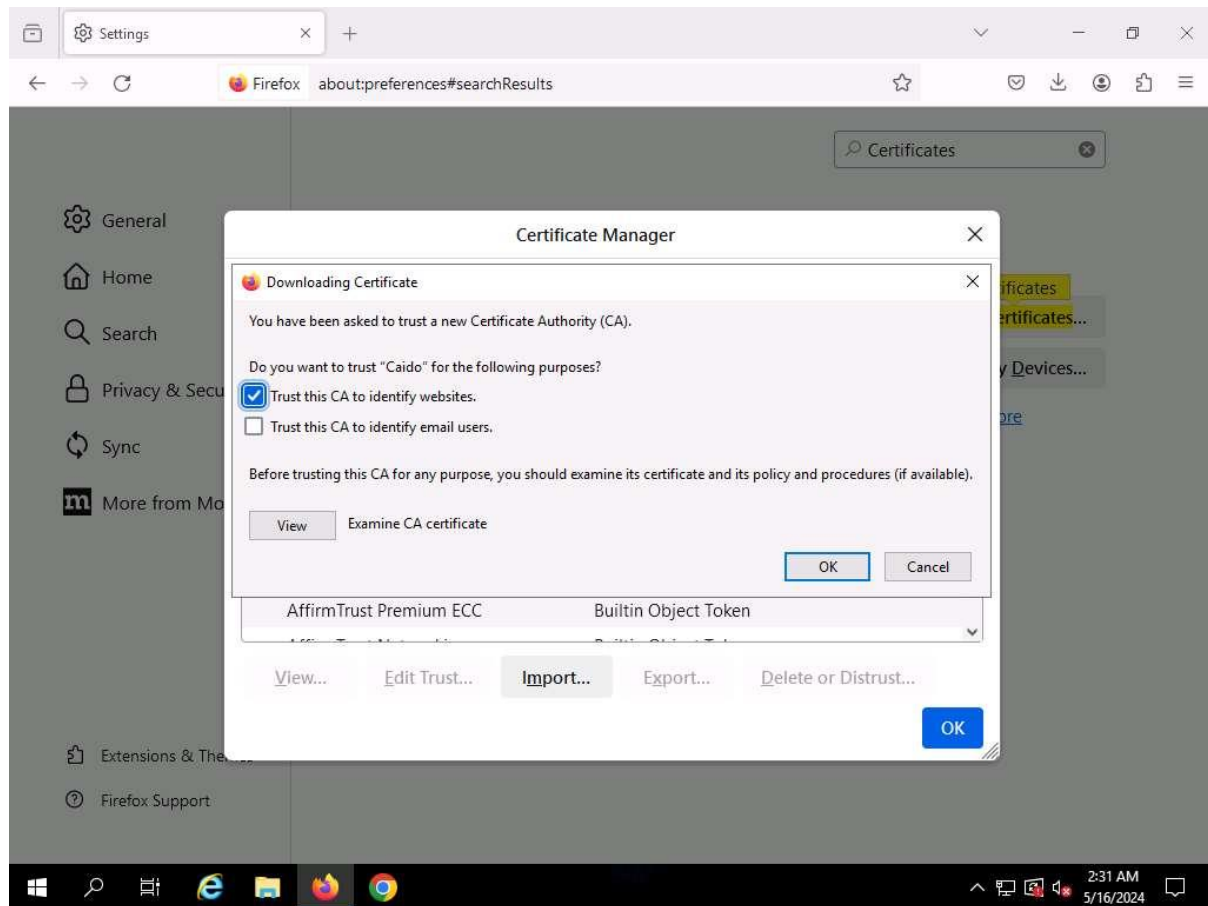 Settings
Firefox about:preferences#searchResults
Certificates
General
Certificate Manager
Home
Downloading Certificate
ificates
You have been asked to trust a new Certificate Authority (CA).
ertificates...
Search
Do you want to trust “Caido” for the following purposes?
y Devices...
Privacy & Secu
Trust this CA to identify websites.
ore
Trust this CA to identify email users.
Sync
Before trusting this CA for any purpose, you should examine its certificate and its policy and procedures (if available).
More from Mo
View Examine CA certificate
OK Cancel
AffirmTrust Premium ECC Builtin Object Token
View... Edit Trust... Import... Export... Delete or Distrust...
OK
Extensions & The
Firefox Support
2:31 AM
5/16/2024